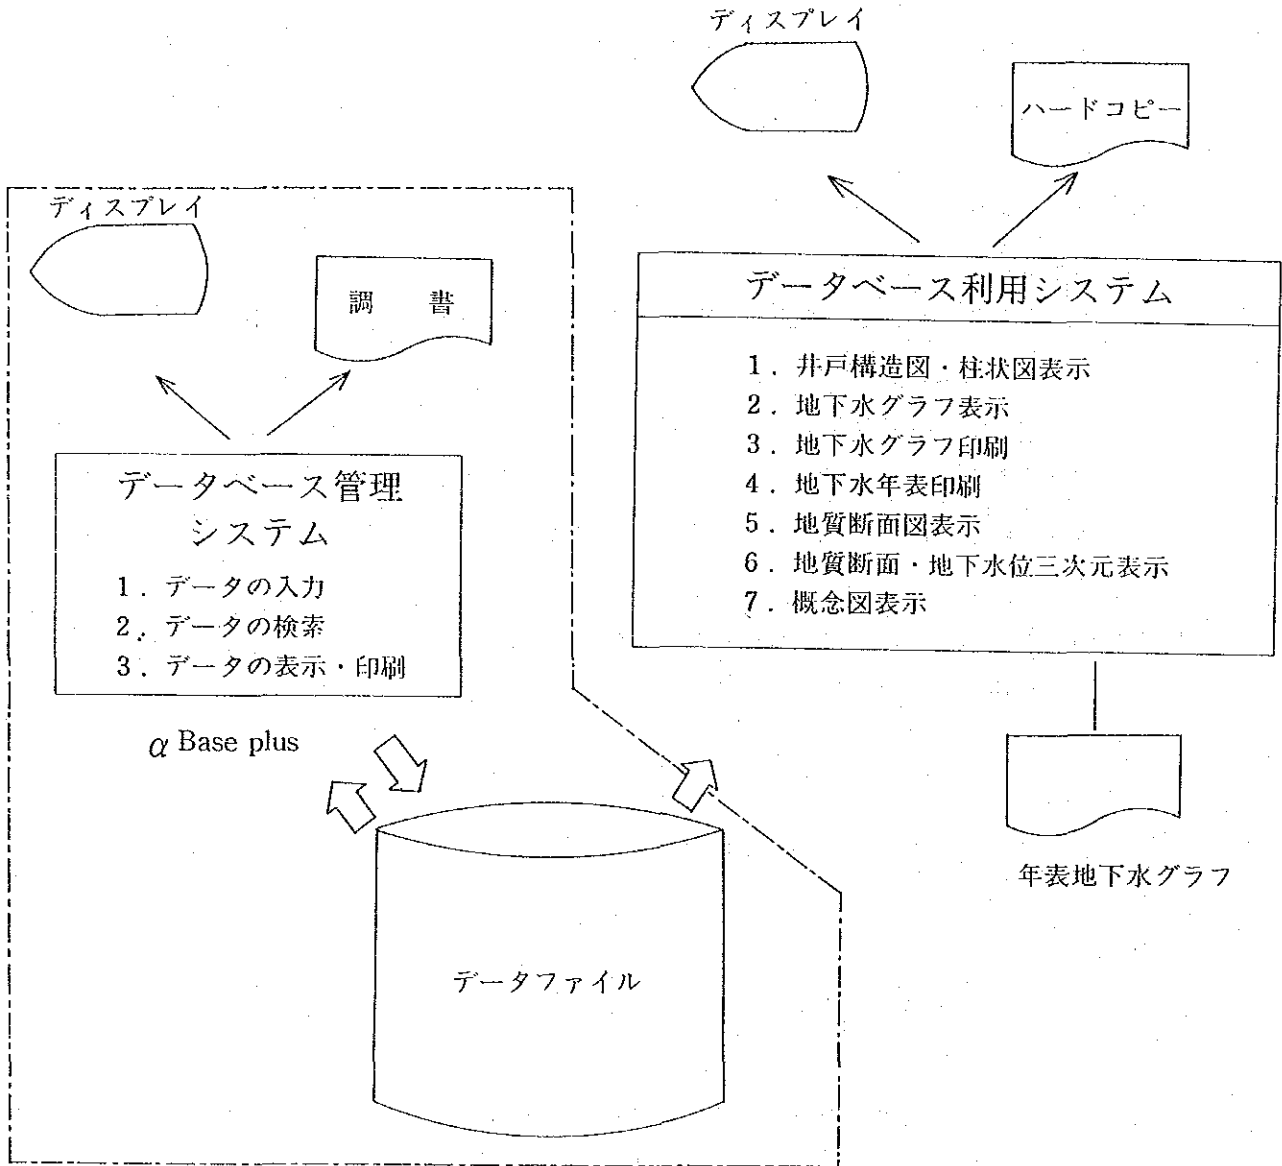 ディスプレイ
ハードコピー
データベース利用システム
1．井戸構造図・柱状図表示
2．地下水グラフ表示
3．地下水グラフ印刷
4．地下水年表印刷
5．地質断面図表示
6．地質断面・地下水位三次元表示
7．概念図表示
年表地下水グラフ
ディスプレイ
調　書
データベース管理
システム
1．データの入力
2．データの検索
3．データの表示・印刷
α Base plus
データファイル